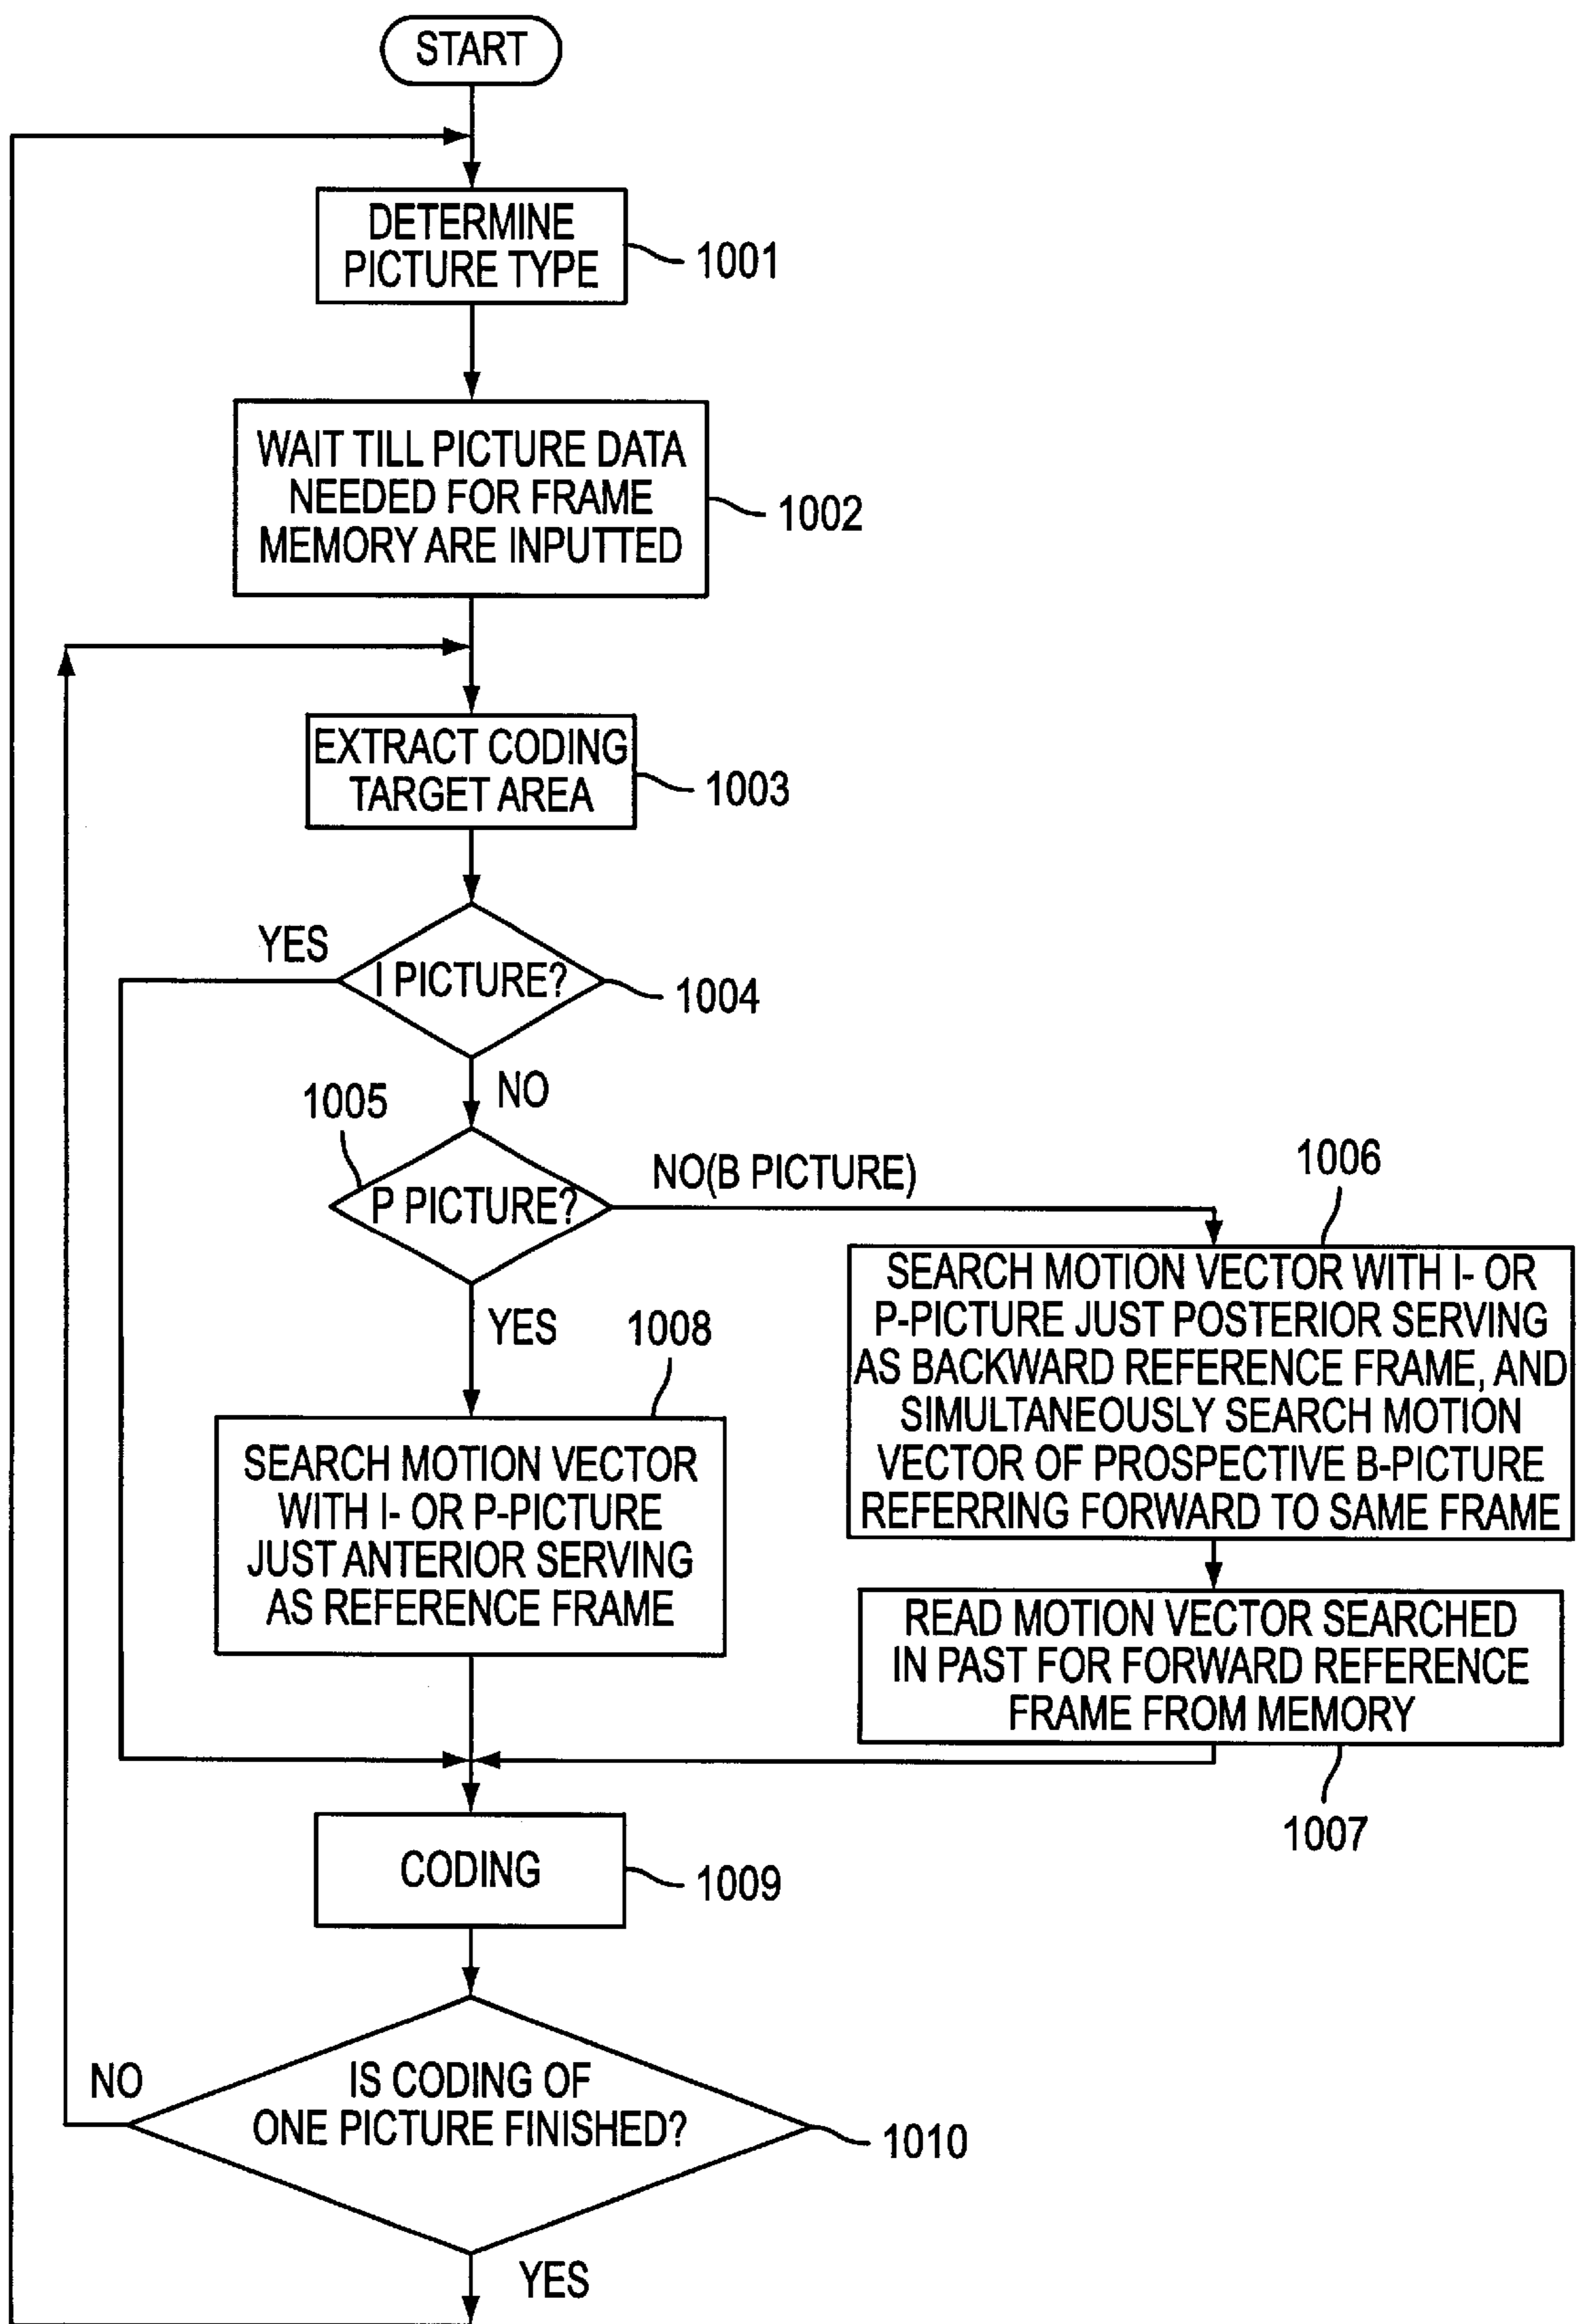 START
DETERMINE
PICTURE TYPE
1001
WAIT TILL PICTURE DATA
NEEDED FOR FRAME
MEMORY ARE INPUTTED
1002
EXTRACT CODING
TARGET AREA
1003
YES
I PICTURE?
1004
NO
1005
P PICTURE?
NO(B PICTURE)
1006
SEARCH MOTION VECTOR WITH I- OR
P-PICTURE JUST POSTERIOR SERVING
AS BACKWARD REFERENCE FRAME, AND
SIMULTANEOUSLY SEARCH MOTION
VECTOR OF PROSPECTIVE B-PICTURE
REFERRING FORWARD TO SAME FRAME
YES
1008
SEARCH MOTION VECTOR
WITH I- OR P-PICTURE
JUST ANTERIOR SERVING
AS REFERENCE FRAME
READ MOTION VECTOR SEARCHED
IN PAST FOR FORWARD REFERENCE
FRAME FROM MEMORY
1007
CODING
1009
NO
IS CODING OF
ONE PICTURE FINISHED?
1010
YES